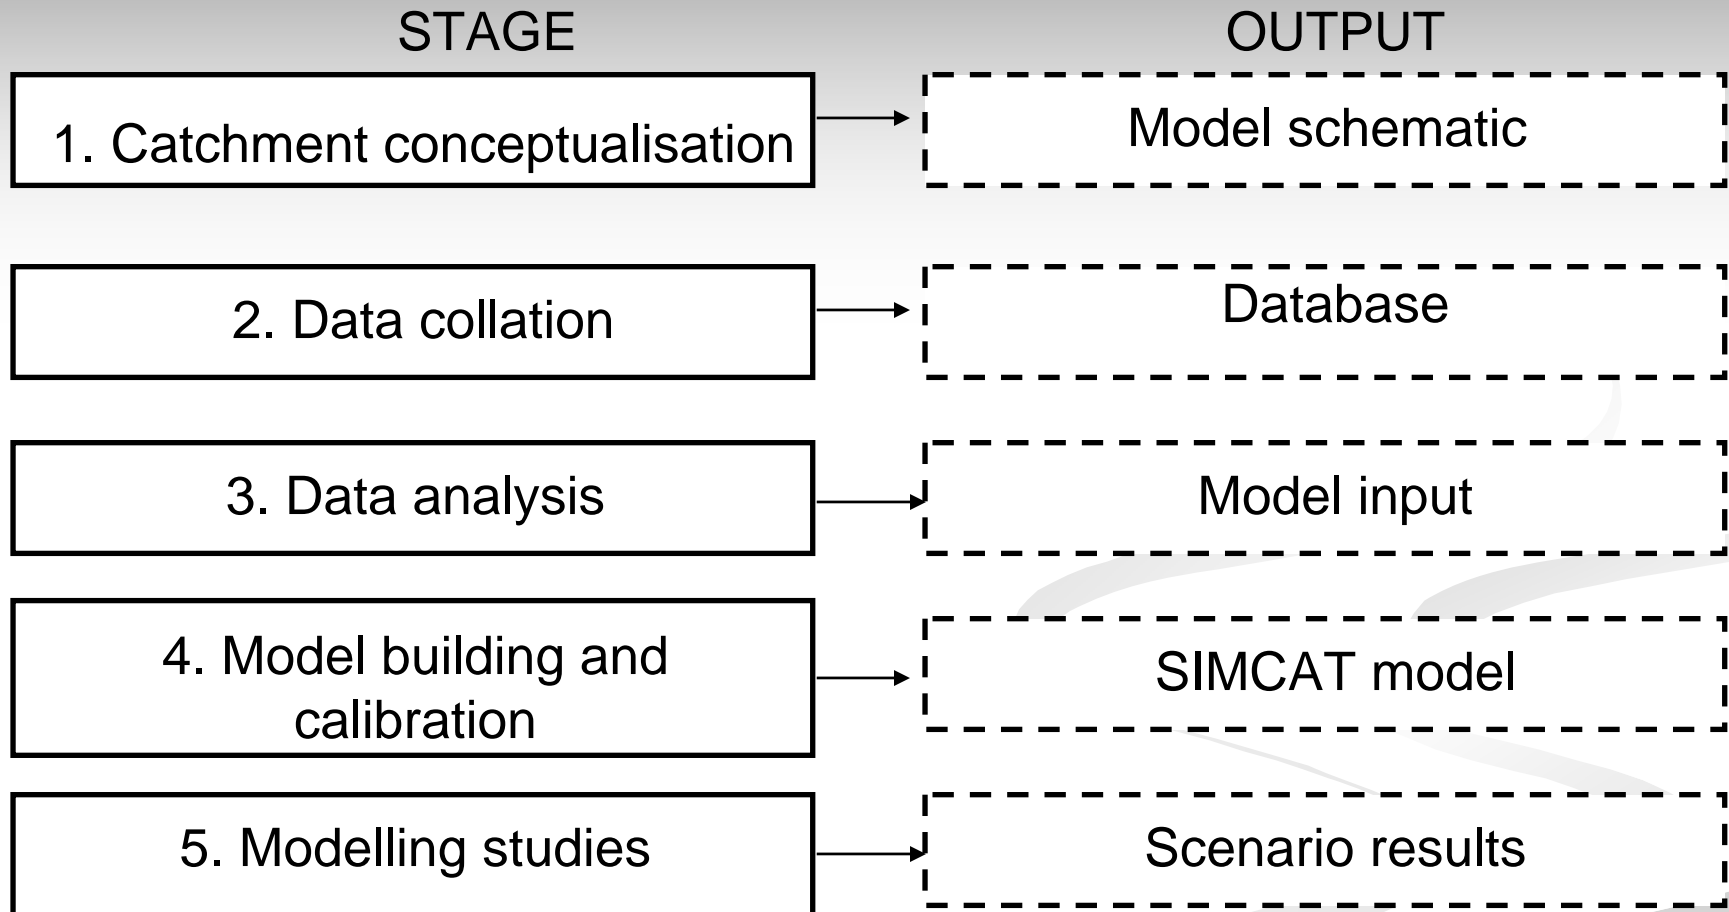 STAGE OUTPUT
1. Catchment conceptualisation
Model schematic
2. Data collation
Database
3. Data analysis
Model input
4. Model building and
calibration
SIMCAT model
5. Modelling studies
Scenario results